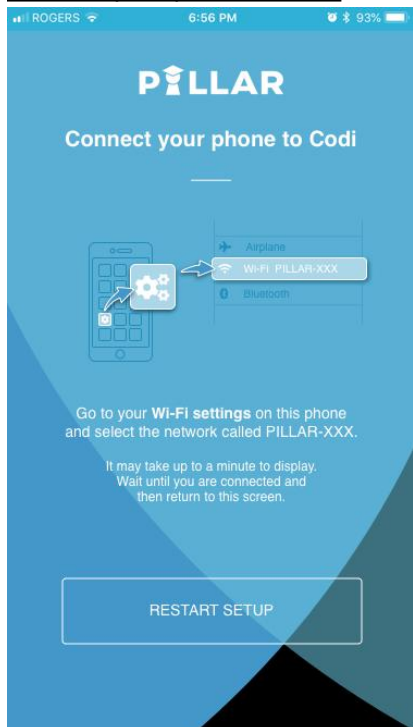 ROGERS 6:56 PM 93%
PILLAR
Connect your phone to Codi
Airplane
Wi-Fi PILLAR-XXX
Bluetooth
Go to your Wi-Fi settings on this phone
and select the network called PILLAR-XXX.
It may take up to a minute to display.
Wait until you are connected and
then return to this screen.
RESTART SETUP